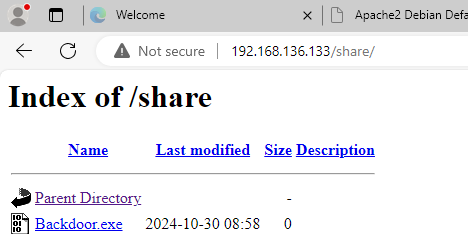 Welcome
Apache2 Debian Defa
Not secure
192.168.136.133/share/
Index of /share
Name Last modified Size Description
Parent Directory -
Backdoor.exe 2024-10-30 08:58 0